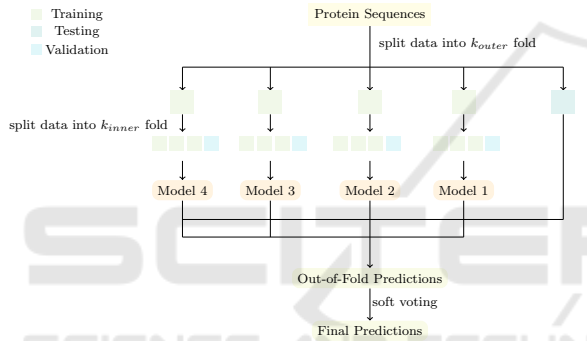 Training
Testing
Validation
Protein Sequences
split data into k_outer fold
split data into k_inner fold
Model 4
Model 3
Model 2
Model 1
Out-of-Fold Predictions
soft voting
Final Predictions